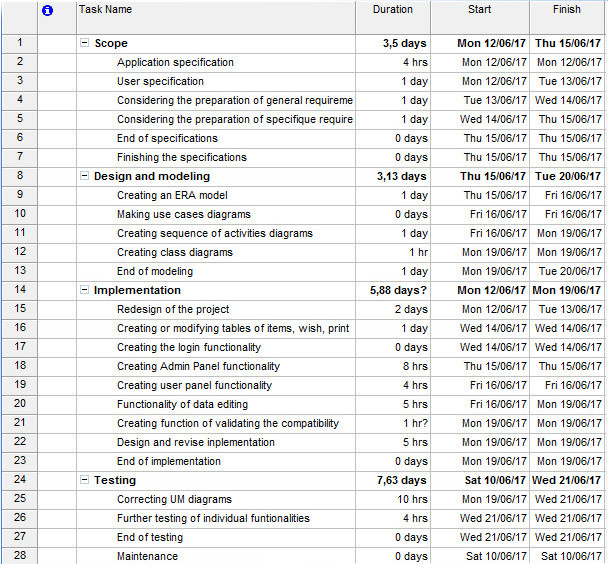 Task Name Duration Start Finish
1 Scope 3,5 days Mon 12/06/17 Thu 15/06/17
2 Application specification 4 hrs Mon 12/06/17 Mon 12/06/17
3 User specification 1 day Mon 12/06/17 Tue 13/06/17
4 Considering the preparation of general requireme 1 day Tue 13/06/17 Wed 14/06/17
5 Considering the preparation of specifique require 1 day Wed 14/06/17 Thu 15/06/17
6 End of specifications 0 days Thu 15/06/17 Thu 15/06/17
7 Finishing the specifications 0 days Thu 15/06/17 Thu 15/06/17
8 Design and modeling 3,13 days Thu 15/06/17 Tue 20/06/17
9 Creating an ERA model 1 day Thu 15/06/17 Fri 16/06/17
10 Making use cases diagrams 0 days Fri 16/06/17 Fri 16/06/17
11 Creating sequence of activities diagrams 1 day Fri 16/06/17 Mon 19/06/17
12 Creating class diagrams 1 hr Mon 19/06/17 Mon 19/06/17
13 End of modeling 1 day Mon 19/06/17 Tue 20/06/17
14 Implementation 5,88 days? Mon 12/06/17 Mon 19/06/17
15 Redesign of the project 2 days Mon 12/06/17 Tue 13/06/17
16 Creating or modifying tables of items, wish, print 1 day Wed 14/06/17 Wed 14/06/17
17 Creating the login functionality 0 days Wed 14/06/17 Wed 14/06/17
18 Creating Admin Panel functionality 8 hrs Thu 15/06/17 Thu 15/06/17
19 Creating user panel functionality 4 hrs Fri 16/06/17 Fri 16/06/17
20 Functionality of data editing 5 hrs Fri 16/06/17 Mon 19/06/17
21 Creating function of validating the compatibility 1 hr? Mon 19/06/17 Mon 19/06/17
22 Design and revise inplementation 5 hrs Mon 19/06/17 Mon 19/06/17
23 End of implementation 0 days Mon 19/06/17 Mon 19/06/17
24 Testing 7,63 days Sat 10/06/17 Wed 21/06/17
25 Correcting UM diagrams 10 hrs Mon 19/06/17 Wed 21/06/17
26 Further testing of individual funtionalities 4 hrs Wed 21/06/17 Wed 21/06/17
27 End of testing 0 days Wed 21/06/17 Wed 21/06/17
28 Maintenance 0 days Sat 10/06/17 Sat 10/06/17